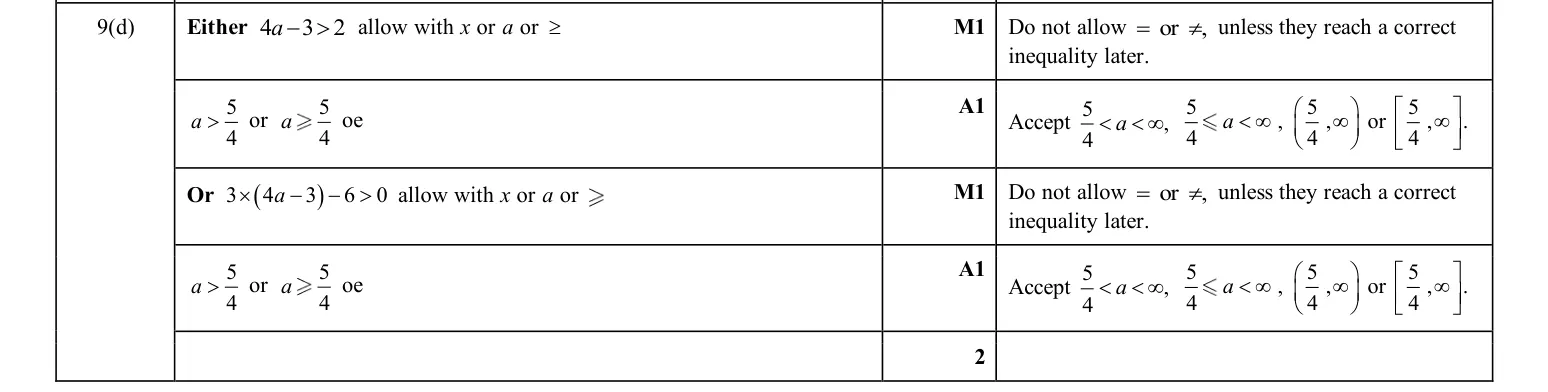 9(d) Either 4a − 3 > 2 allow with x or a or ≥ M1 Do not allow = or ≠, unless they reach a correct
inequality later.
a > 5/4 or a ⩾ 5/4 oe A1 Accept 5/4 < a < ∞, 5/4 ⩽ a < ∞ , (5/4 , ∞) or [5/4 , ∞].
Or 3 × (4a − 3) − 6 > 0 allow with x or a or ⩾ M1 Do not allow = or ≠, unless they reach a correct
inequality later.
a > 5/4 or a ⩾ 5/4 oe A1 Accept 5/4 < a < ∞, 5/4 ⩽ a < ∞ , (5/4 , ∞) or [5/4 , ∞].
2